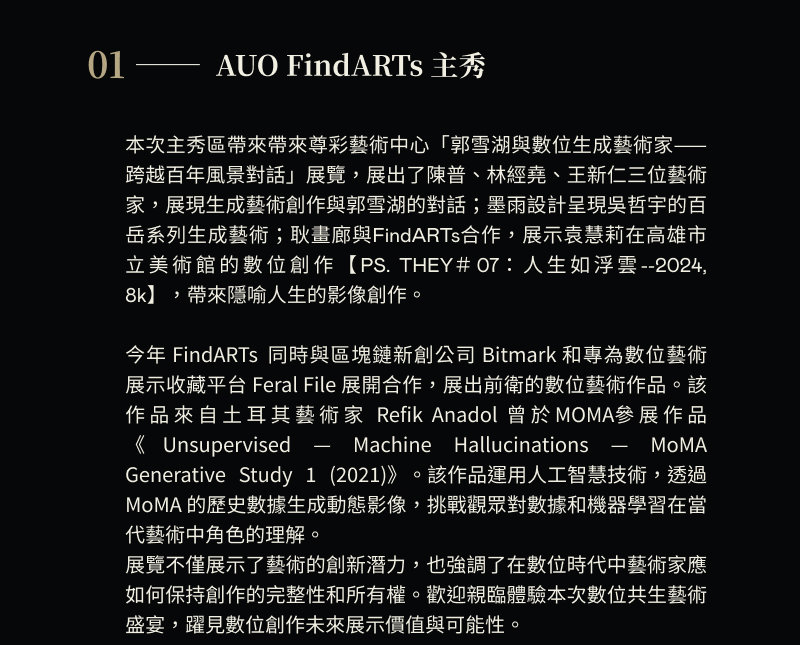 01 — AUO FindARTs 主秀
本次主秀區帶來帶來尊彩藝術中心「郭雪湖與數位生成藝術家——
跨越百年風景對話」展覽，展出了陳普、林經堯、王新仁三位藝術
家，展現生成藝術創作與郭雪湖的對話；墨雨設計呈現吳哲宇的百
岳系列生成藝術；耿畫廊與FindARTs合作，展示袁慧莉在高雄市
立美術館的數位創作【PS. THEY＃07：人生如浮雲--2024,
8k】，帶來隱喻人生的影像創作。
今年 FindARTs 同時與區塊鏈新創公司 Bitmark 和專為數位藝術
展示收藏平台 Feral File 展開合作，展出前衛的數位藝術作品。該
作品來自土耳其藝術家 Refik Anadol 曾於MOMA參展作品
《Unsupervised — Machine Hallucinations — MoMA
Generative Study 1 (2021)》。該作品運用人工智慧技術，透過
MoMA 的歷史數據生成動態影像，挑戰觀眾對數據和機器學習在當
代藝術中角色的理解。
展覽不僅展示了藝術的創新潛力，也強調了在數位時代中藝術家應
如何保持創作的完整性和所有權。歡迎親臨體驗本次數位共生藝術
盛宴，躍見數位創作未來展示價值與可能性。